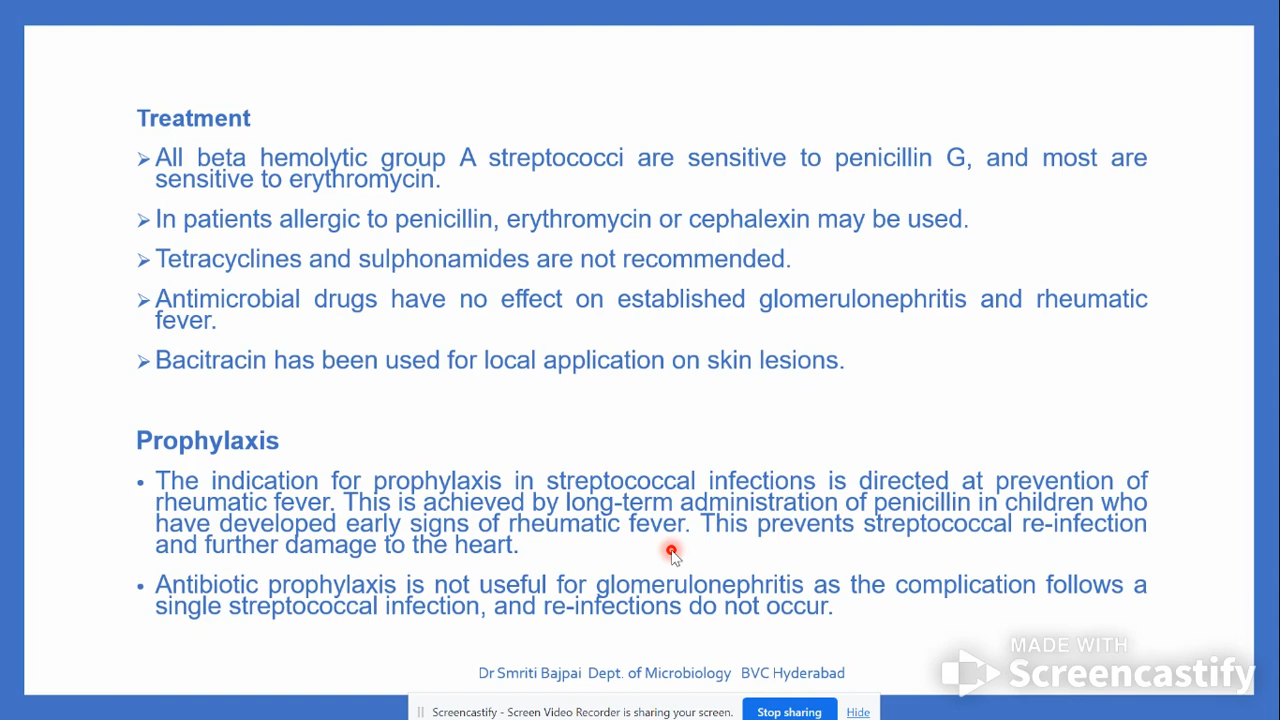 Treatment
➢ All beta hemolytic group A streptococci are sensitive to penicillin G, and most are
sensitive to erythromycin.
➢ In patients allergic to penicillin, erythromycin or cephalexin may be used.
➢ Tetracyclines and sulphonamides are not recommended.
➢ Antimicrobial drugs have no effect on established glomerulonephritis and rheumatic
fever.
➢ Bacitracin has been used for local application on skin lesions.
Prophylaxis
• The indication for prophylaxis in streptococcal infections is directed at prevention of
rheumatic fever. This is achieved by long-term administration of penicillin in children who
have developed early signs of rheumatic fever. This prevents streptococcal re-infection
and further damage to the heart.
• Antibiotic prophylaxis is not useful for glomerulonephritis as the complication follows a
single streptococcal infection, and re-infections do not occur.
Dr Smriti Bajpai Dept. of Microbiology BVC Hyderabad
MADE WITH
Screencastify
Screencastify - Screen Video Recorder is sharing your screen. Stop sharing Hide